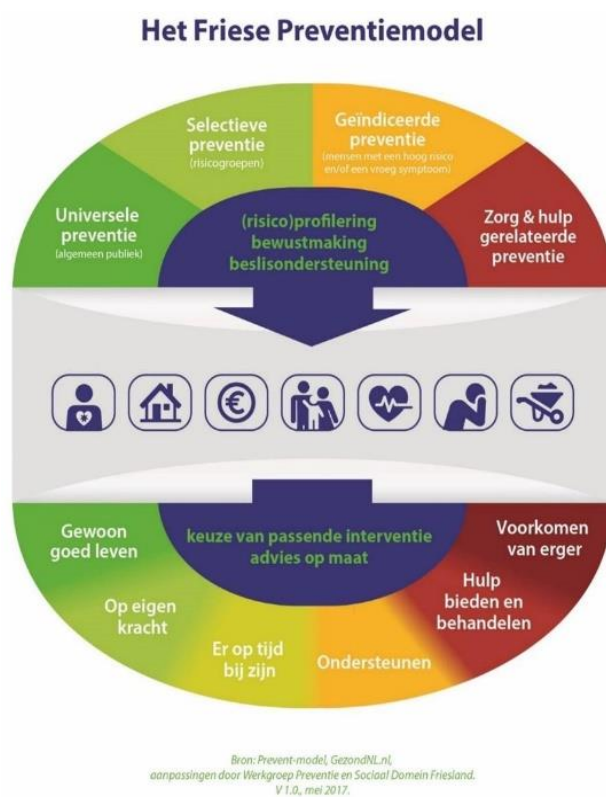 Het Friese Preventiemodel
Selectieve
preventie
(risicogroepen)
Geïndiceerde
preventie
(mensen met een hoog risico
en/of een vroeg symptoom)
Universele
preventie
(algemeen publiek)
(risico)profilering
bewustmaking
beslisondersteuning
Zorg & hulp
gerelateerde
preventie
€
Gewoon
goed leven
keuze van passende interventie
advies op maat
Voorkomen
van erger
Op eigen
kracht
Hulp
bieden en
behandelen
Er op tijd
bij zijn
Ondersteunen
Bron: Prevent-model, GezondNL.nl,
aanpassingen door Werkgroep Preventie en Sociaal Domein Friesland.
V 1.0., mei 2017.